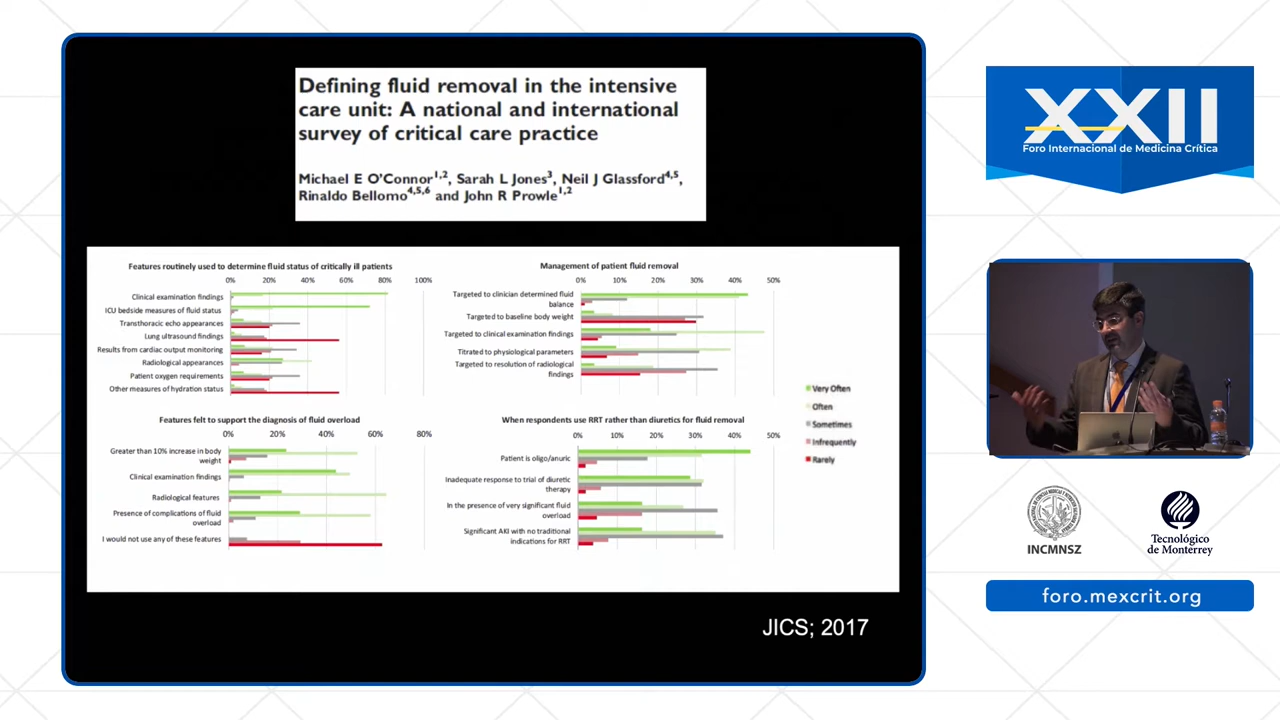 Defining fluid removal in the intensive
care unit: A national and international
survey of critical care practice
Michael E O'Connor1,2, Sarah L Jones3, Neil J Glassford4,5,
Rinaldo Bellomo4,5,6 and John R Prowle1,2
Features routinely used to determine fluid status of critically ill patients
0% 20% 40% 60% 80% 100%
Clinical examination findings
ICU bedside measures of fluid status
Transthoracic echo appearances
Lung ultrasound findings
Results from cardiac output monitoring
Radiological appearances
Patient oxygen requirements
Other measures of hydration status
Management of patient fluid removal
0% 10% 20% 30% 40% 50%
Targeted to clinician determined fluid
balance
Targeted to baseline body weight
Targeted to clinical examination findings
Titrated to physiological parameters
Targeted to resolution of radiological
findings
Features felt to support the diagnosis of fluid overload
0% 20% 40% 60% 80%
Greater than 10% increase in body
weight
Clinical examination findings
Radiological features
Presence of complications of fluid
overload
I would not use any of these features
When respondents use RRT rather than diuretics for fluid removal
0% 10% 20% 30% 40% 50%
Patient is oligo/anuric
Inadequate response to trial of diuretic
therapy
In the presence of very significant fluid
overload
Significant AKI with no traditional
indications for RRT
Very Often
Often
Sometimes
Infrequently
Rarely
JICS; 2017
XXII
Foro Internacional de Medicina Crítica
INCMNSZ
Tecnológico
de Monterrey
foro.mexcrit.org